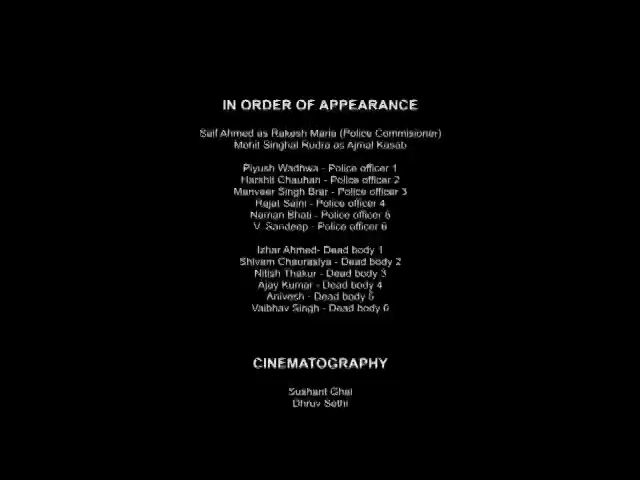 IN ORDER OF APPEARANCE
Saif Ahmed as Rakesh Maria (Police Commisioner)
Mohit Singhal Rudra as Ajmal Kasab
Piyush Wadhwa - Police officer 1
Harshit Chauhan - Police officer 2
Manveer Singh Brar - Police officer 3
Rajat Saini - Police officer 4
Naman Bhati - Police officer 5
V. Sandeep - Police officer 6
Izhar Ahmed- Dead body 1
Shivam Chaurasiya - Dead body 2
Nitish Thakur - Dead body 3
Ajay Kumar - Dead body 4
Anivesh - Dead body 5
Vaibhav Singh - Dead body 6
CINEMATOGRAPHY
Sushant Ghai
Dhruv Sethi